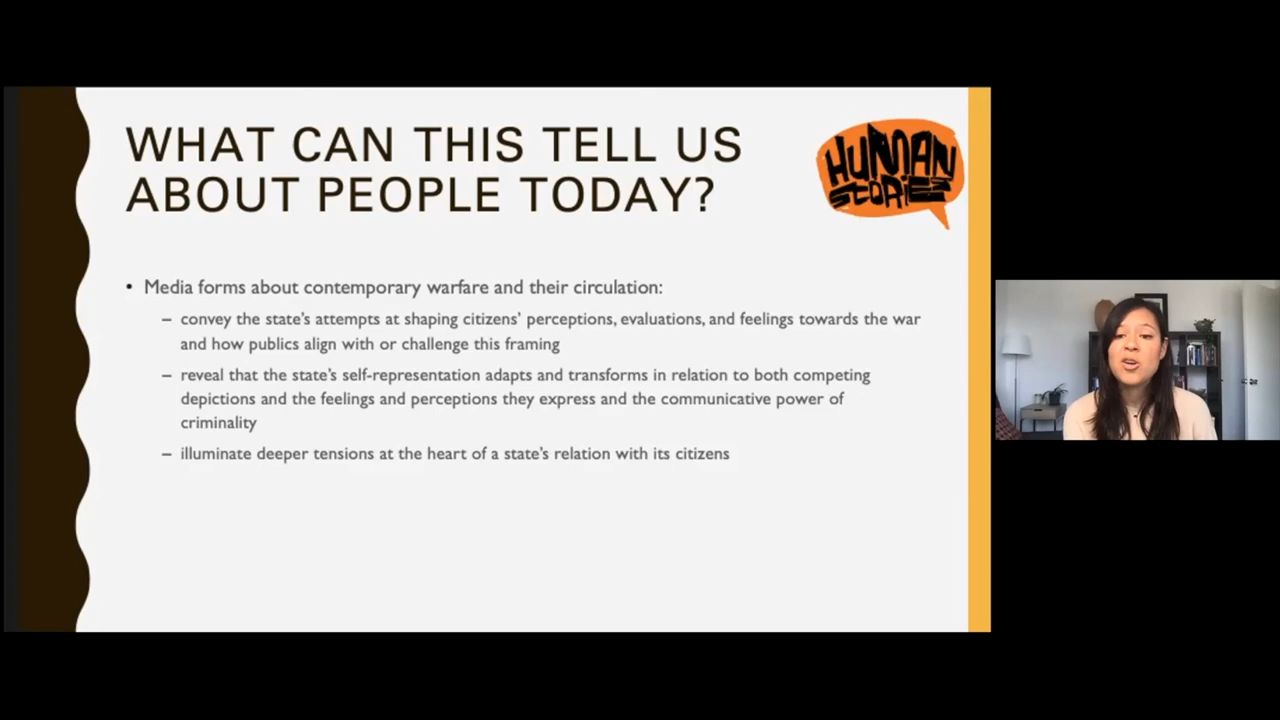 WHAT CAN THIS TELL US
ABOUT PEOPLE TODAY?
HUMAN
STORIES
• Media forms about contemporary warfare and their circulation:
– convey the state's attempts at shaping citizens' perceptions, evaluations, and feelings towards the war
and how publics align with or challenge this framing
– reveal that the state's self-representation adapts and transforms in relation to both competing
depictions and the feelings and perceptions they express and the communicative power of
criminality
– illuminate deeper tensions at the heart of a state's relation with its citizens